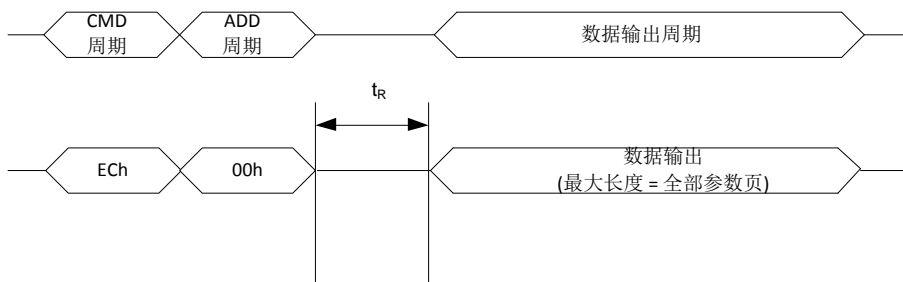 CMD
周期
ADD
周期
数据输出周期
tR
ECh
00h
数据输出
(最大长度 = 全部参数页)